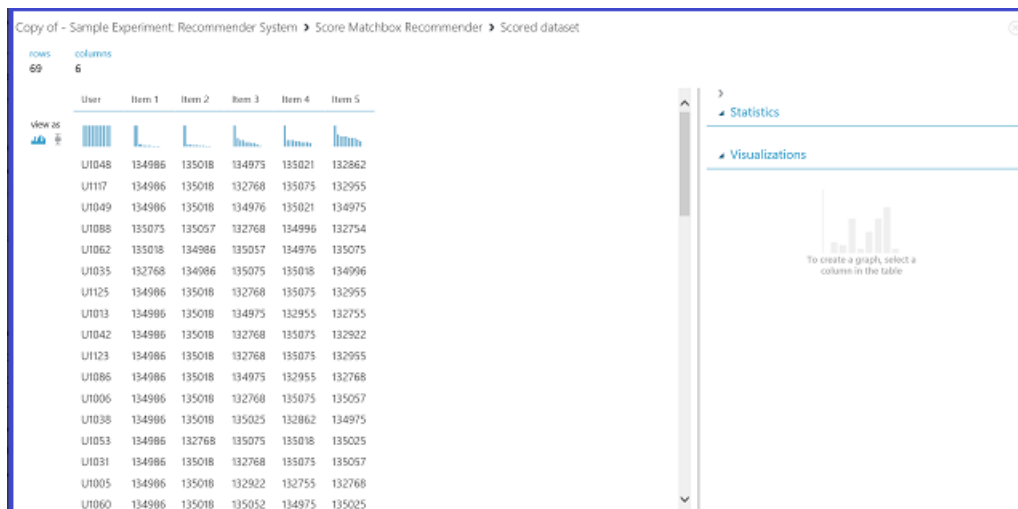 Copy of - Sample Experiment: Recommender System > Score Matchbox Recommender > Scored dataset
rows columns
69 6
User Item 1 Item 2 Item 3 Item 4 Item 5
view as
U1048 134986 135018 134975 135021 132862
U1117 134986 135018 132768 135075 132955
U1049 134986 135018 134976 135021 134975
U1088 135075 135057 132768 134996 132754
U1062 135018 134986 135057 134976 135075
U1035 132768 134986 135075 135018 134996
U1125 134986 135018 132768 135075 132955
U1013 134986 135018 134975 132955 132755
U1042 134986 135018 132768 135075 132922
U1123 134986 135018 132768 135075 132955
U1086 134986 135018 134975 132955 132768
U1006 134986 135018 132768 135075 135057
U1038 134986 135018 135025 132862 134975
U1053 134986 132768 135075 135018 135025
U1031 134986 135018 132768 135075 135057
U1005 134986 135018 132922 132755 132768
U1060 134986 135018 135052 134975 135025
Statistics
Visualizations
To create a graph, select a
column in the table